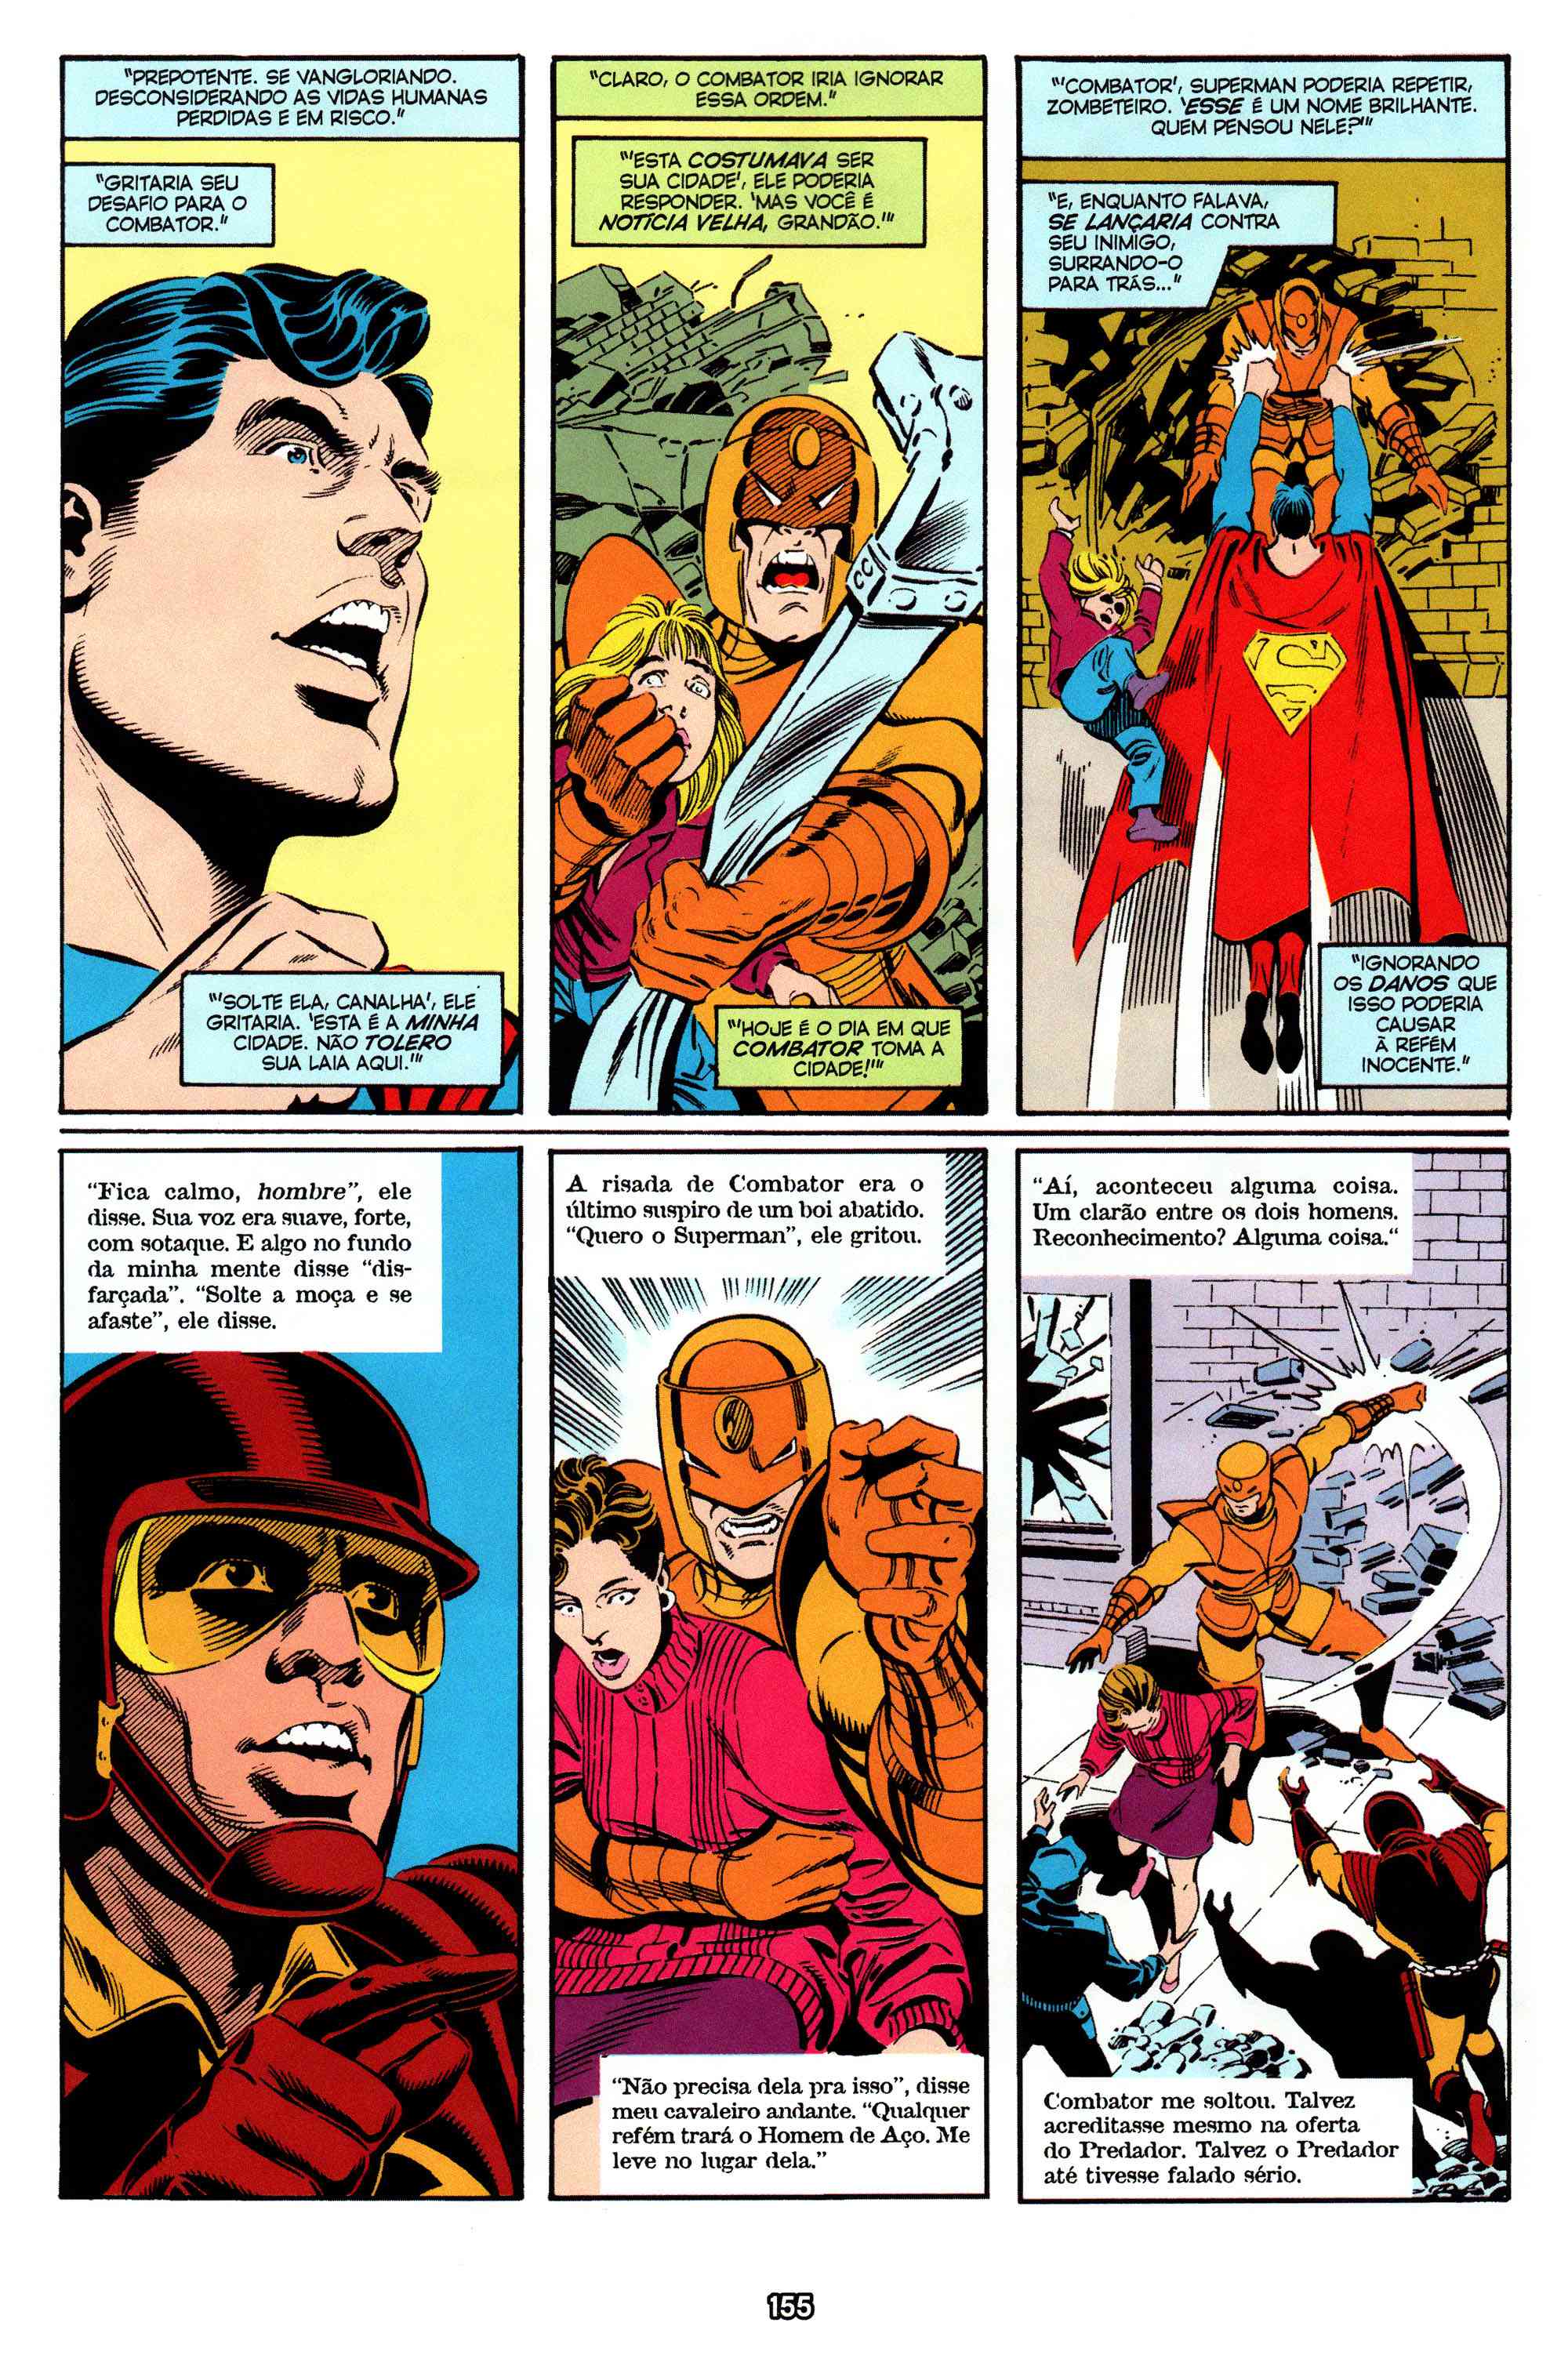 "PREPOTENTE. SE VANGLORIANDO.
DESCONSIDERANDO AS VIDAS HUMANAS
PERDIDAS E EM RISCO."
"GRITARIA SEU
DESAFIO PARA O
COMBATOR."
"'SOLTE ELA, CANALHA', ELE
GRITARIA. 'ESTA É A MINHA
CIDADE. NÃO TOLERO
SUA LAIA AQUI.'"
"CLARO, O COMBATOR IRIA IGNORAR
ESSA ORDEM."
"'ESTA COSTUMAVA SER
SUA CIDADE', ELE PODERIA
RESPONDER. 'MAS VOCÊ É
NOTÍCIA VELHA, GRANDÃO.'"
"'HOJE É O DIA EM QUE
COMBATOR TOMA A
CIDADE!'"
"'COMBATOR', SUPERMAN PODERIA REPETIR,
ZOMBETEIRO. 'ESSE É UM NOME BRILHANTE.
QUEM PENSOU NELE?'"
"E, ENQUANTO FALAVA,
SE LANÇARIA CONTRA
SEU INIMIGO,
SURRANDO-O
PARA TRÁS..."
"IGNORANDO
OS DANOS QUE
ISSO PODERIA
CAUSAR
À REFÉM
INOCENTE."
"Fica calmo, hombre", ele
disse. Sua voz era suave, forte,
com sotaque. E algo no fundo
da minha mente disse "dis-
farçada". "Solte a moça e se
afaste", ele disse.
A risada de Combator era o
último suspiro de um boi abatido.
"Quero o Superman", ele gritou.
"Não precisa dela pra isso", disse
meu cavaleiro andante. "Qualquer
refém trará o Homem de Aço. Me
leve no lugar dela."
"Aí, aconteceu alguma coisa.
Um clarão entre os dois homens.
Reconhecimento? Alguma coisa."
Combator me soltou. Talvez
acreditasse mesmo na oferta
do Predador. Talvez o Predador
até tivesse falado sério.
155